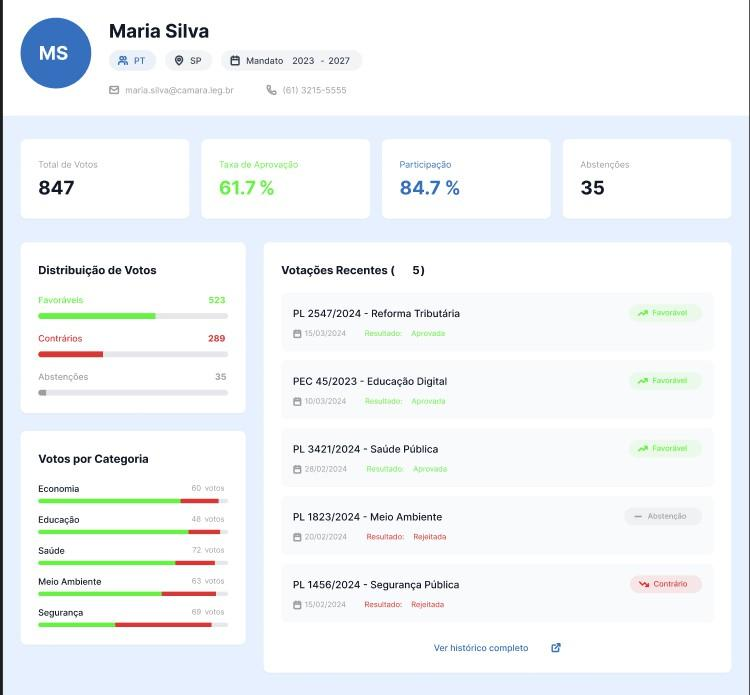 MS
Maria Silva
PT
SP
Mandato 2023 - 2027
maria.silva@camara.leg.br
(61) 3215-5555
Total de Votos
847
Taxa de Aprovação
61.7 %
Participação
84.7 %
Abstenções
35
Distribuição de Votos
Favoráveis 523
Contrários 289
Abstenções 35
Votos por Categoria
Economia 60 votos
Educação 48 votos
Saúde 72 votos
Meio Ambiente 63 votos
Segurança 69 votos
Votações Recentes ( 5)
PL 2547/2024 - Reforma Tributária
Favorável
15/03/2024 Resultado: Aprovada
PEC 45/2023 - Educação Digital
Favorável
10/03/2024 Resultado: Aprovada
PL 3421/2024 - Saúde Pública
Favorável
28/02/2024 Resultado: Aprovada
PL 1823/2024 - Meio Ambiente
Abstenção
20/02/2024 Resultado: Rejeitada
PL 1456/2024 - Segurança Pública
Contrário
15/02/2024 Resultado: Rejeitada
Ver histórico completo